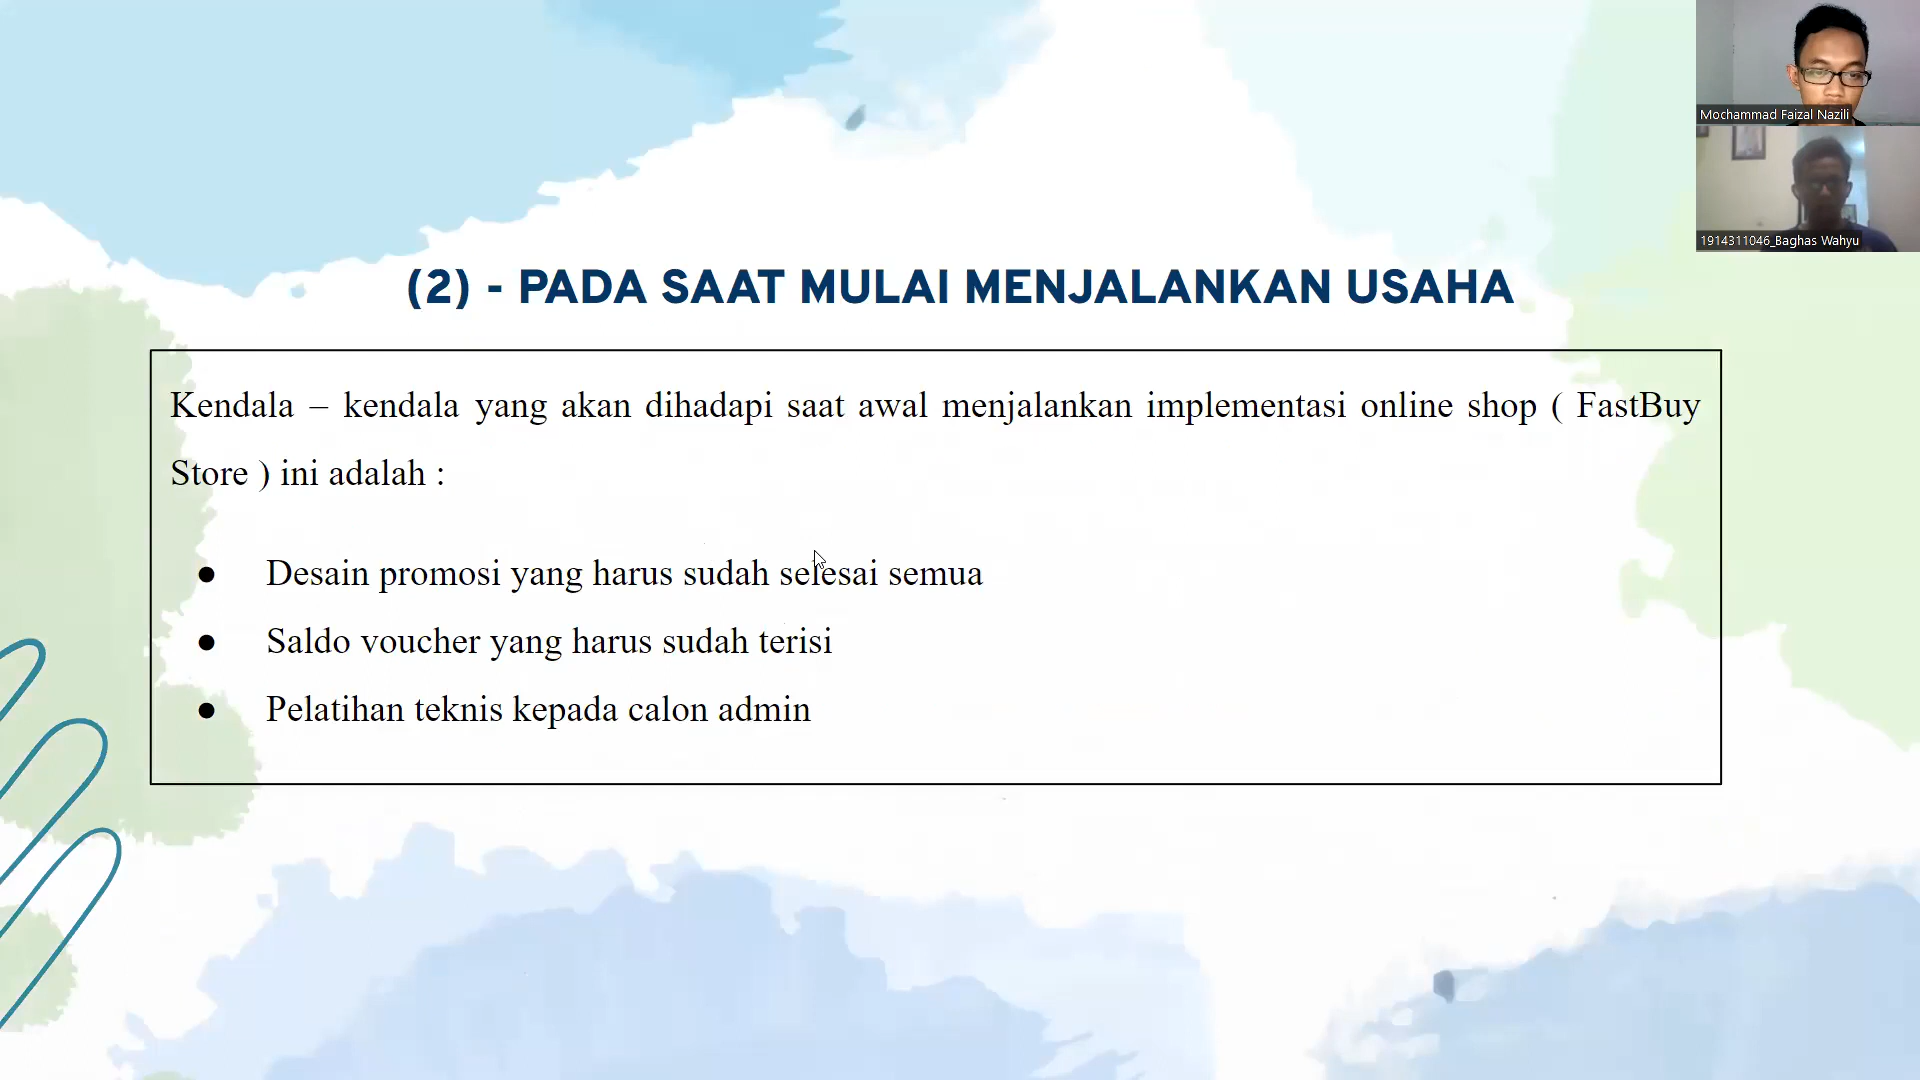 Mochammad Faizal Nazili
1914311046_Baghas Wahyu
(2) - PADA SAAT MULAI MENJALANKAN USAHA
Kendala – kendala yang akan dihadapi saat awal menjalankan implementasi online shop ( FastBuy
Store ) ini adalah :
● Desain promosi yang harus sudah selesai semua
● Saldo voucher yang harus sudah terisi
● Pelatihan teknis kepada calon admin